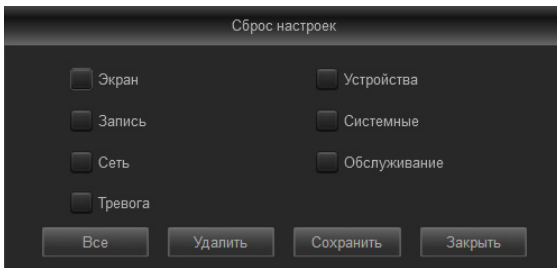 Сброс настроек
Экран Устройства
Запись Системные
Сеть Обслуживание
Тревога
Все Удалить Сохранить Закрыть